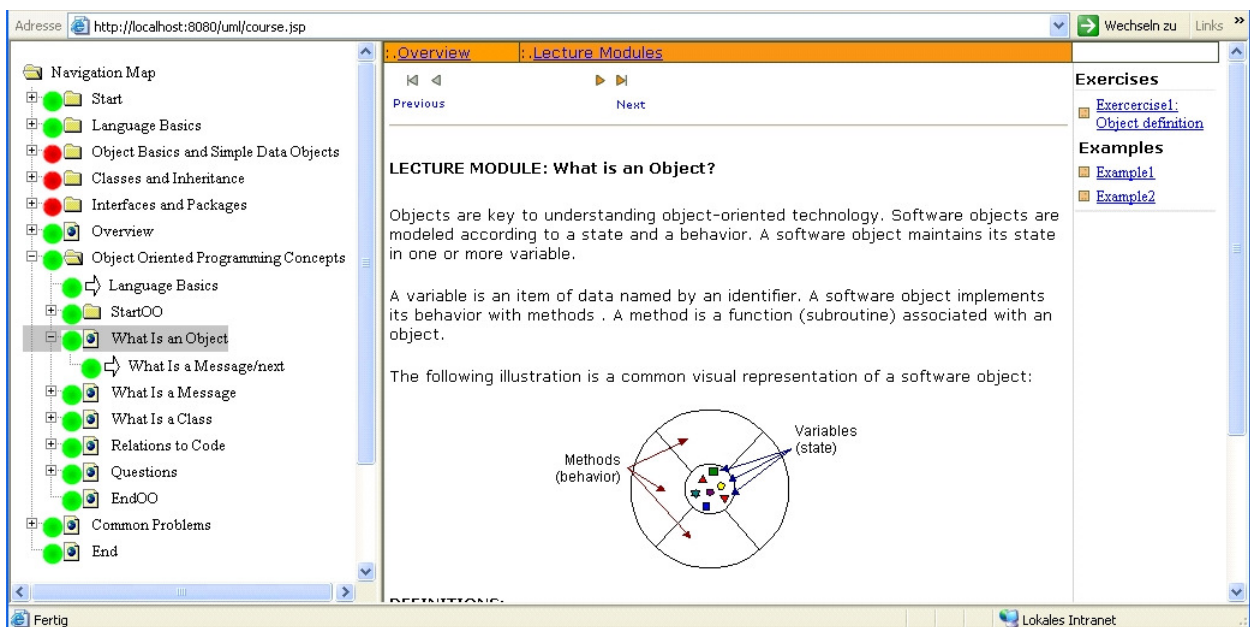 Adresse http://localhost:8080/uml/course.jsp Wechseln zu Links »
Navigation Map
Start
Language Basics
Object Basics and Simple Data Objects
Classes and Inheritance
Interfaces and Packages
Overview
Object Oriented Programming Concepts
Language Basics
StartOO
What Is an Object
What Is a Message/next
What Is a Message
What Is a Class
Relations to Code
Questions
EndOO
Common Problems
End
:.Overview :.Lecture Modules
Previous Next
LECTURE MODULE: What is an Object?
Objects are key to understanding object-oriented technology. Software objects are
modeled according to a state and a behavior. A software object maintains its state
in one or more variable.
A variable is an item of data named by an identifier. A software object implements
its behavior with methods . A method is a function (subroutine) associated with an
object.
The following illustration is a common visual representation of a software object:
Methods
(behavior)
Variables
(state)
DEFINITIONS:
Exercises
Exercercise1:
Object definition
Examples
Example1
Example2
Fertig
Lokales Intranet